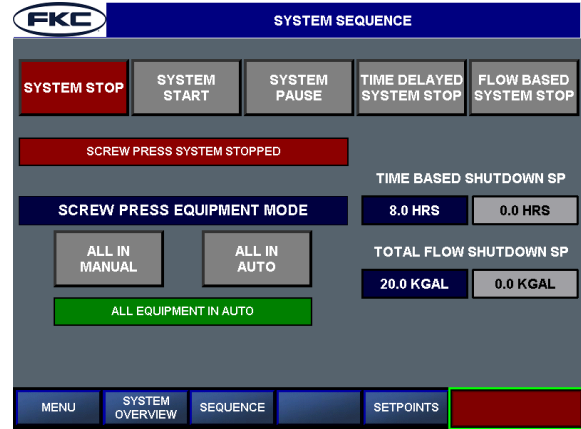 FKC
SYSTEM SEQUENCE
SYSTEM STOP
SYSTEM
START
SYSTEM
PAUSE
TIME DELAYED
SYSTEM STOP
FLOW BASED
SYSTEM STOP
SCREW PRESS SYSTEM STOPPED
TIME BASED SHUTDOWN SP
SCREW PRESS EQUIPMENT MODE
8.0 HRS
0.0 HRS
ALL IN
MANUAL
ALL IN
AUTO
TOTAL FLOW SHUTDOWN SP
20.0 KGAL
0.0 KGAL
ALL EQUIPMENT IN AUTO
MENU
SYSTEM
OVERVIEW
SEQUENCE
SETPOINTS